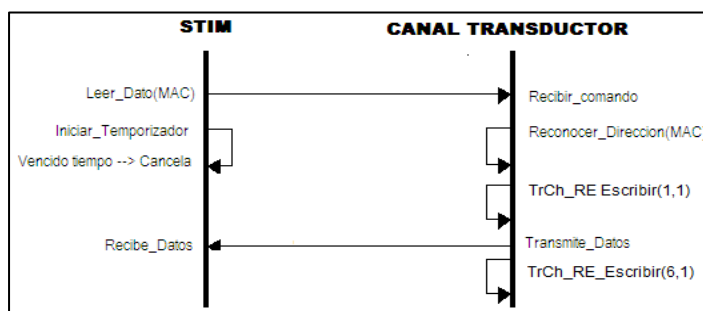 STIM
CANAL TRANSDUCTOR
Leer_Dato(MAC)
Recibir_comando
Iniciar_Temporizador
Reconocer_Direccion(MAC)
Vencido tiempo --> Cancela
TrCh_RE Escribir(1,1)
Recibe_Datos
Transmite_Datos
TrCh_RE_Escribir(6,1)